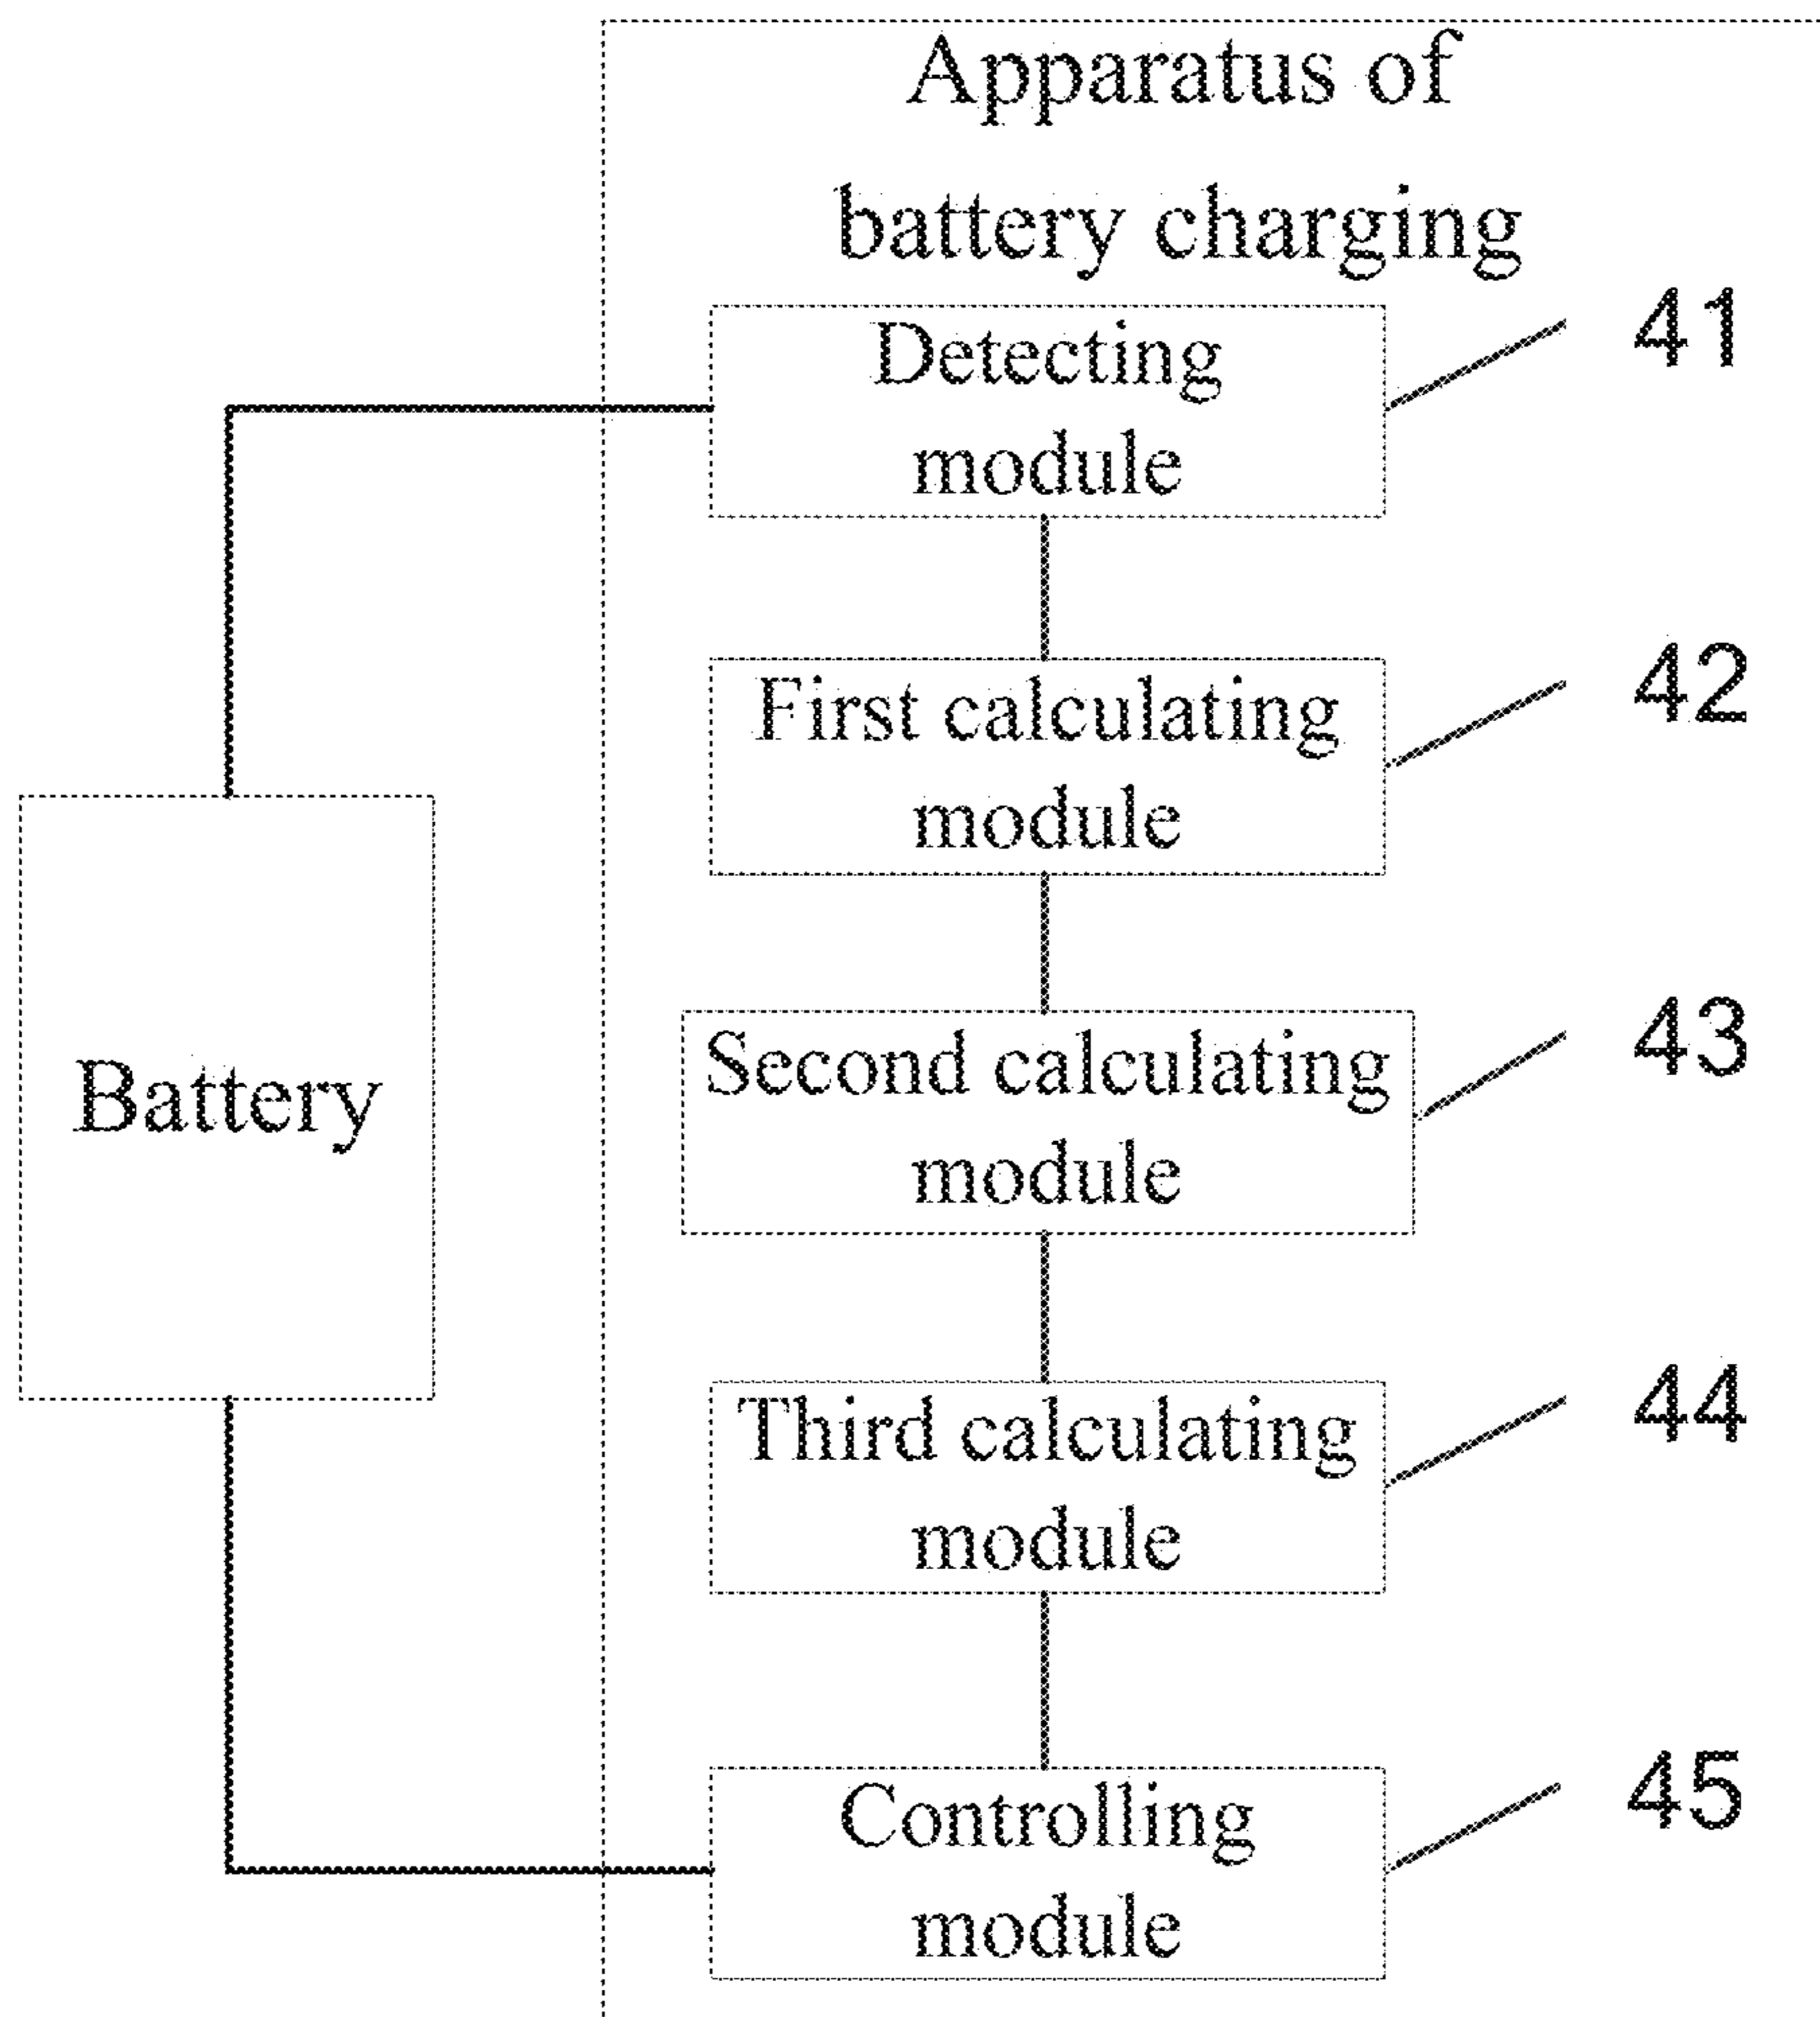 Apparatus of
battery charging
Detecting
module
41
First calculating
module
42
Second calculating
module
43
Battery
Third calculating
module
44
Controlling
module
45